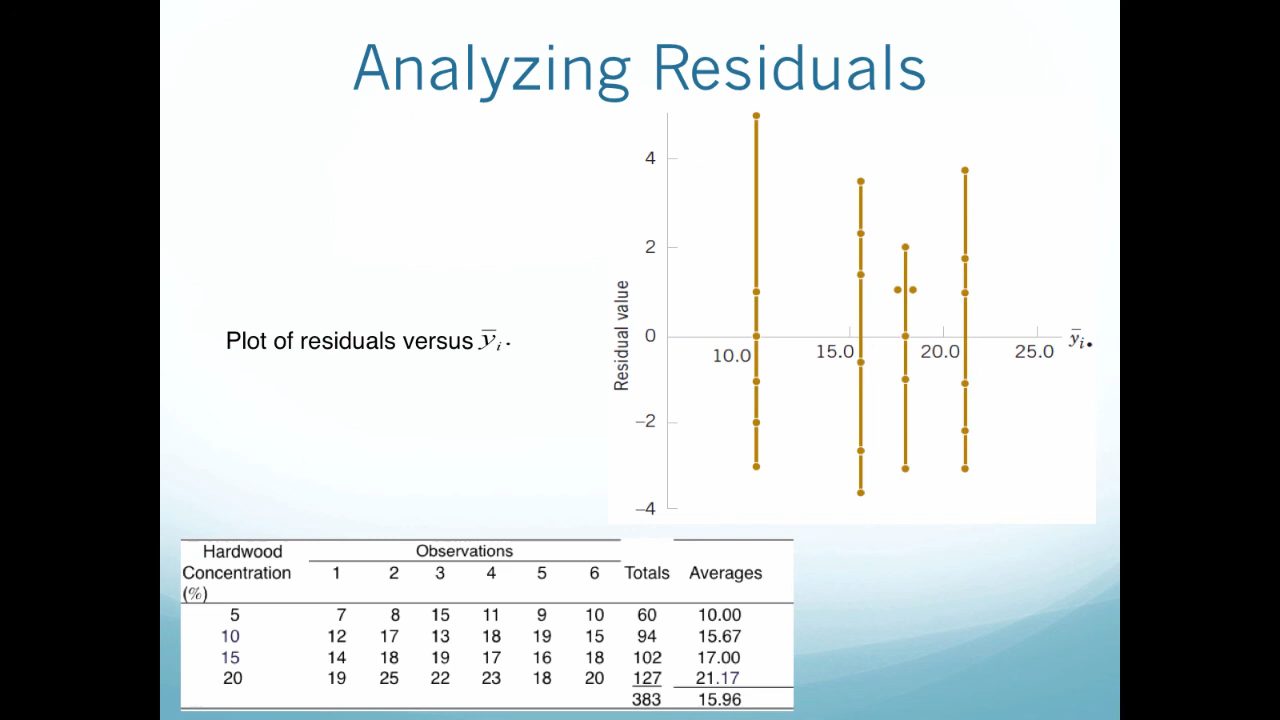 Analyzing Residuals
4
2
0
−2
−4
Residual value
10.0 15.0 20.0 25.0
y̅i•
Plot of residuals versus y̅i.
Hardwood Concentration (%) Observations
1 2 3 4 5 6 Totals Averages
5 7 8 15 11 9 10 60 10.00
10 12 17 13 18 19 15 94 15.67
15 14 18 19 17 16 18 102 17.00
20 19 25 22 23 18 20 127 21.17
383 15.96